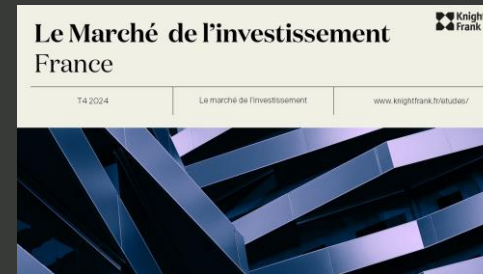 Le Marché de l'investissement
France
Knight
Frank
T4 2024
Le marché de l'investissement
www.knightfrank.fr/etudes/